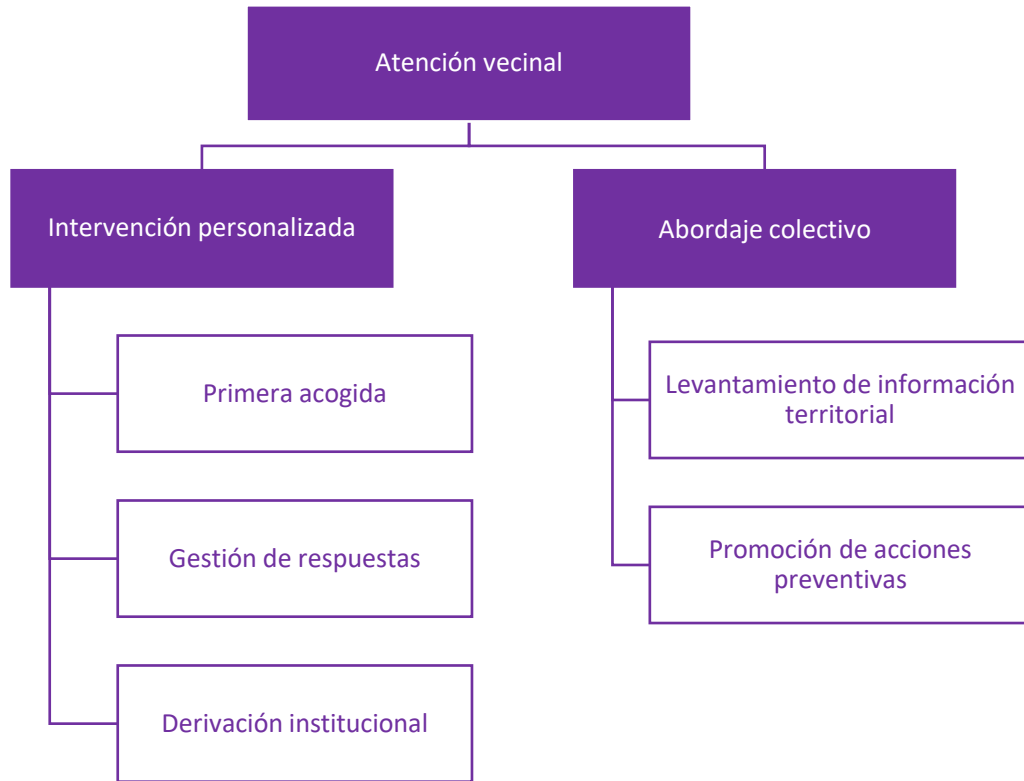 Atención vecinal
Intervención personalizada
Primera acogida
Gestión de respuestas
Derivación institucional
Abordaje colectivo
Levantamiento de información
territorial
Promoción de acciones
preventivas